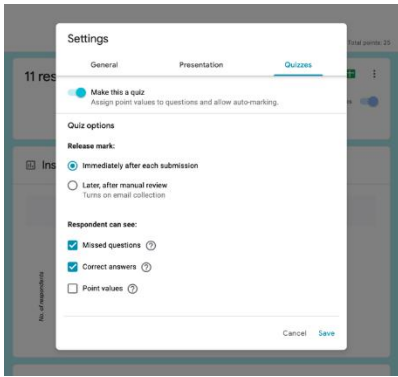 Settings
Total points: 25
General Presentation Quizzes
11 res
Make this a quiz
Assign point values to questions and allow auto-marking.
Quiz options
Release mark:
Immediately after each submission
Ins
Later, after manual review
Turns on email collection
Respondent can see:
Missed questions
Correct answers
Point values
No. of respondents
Cancel Save